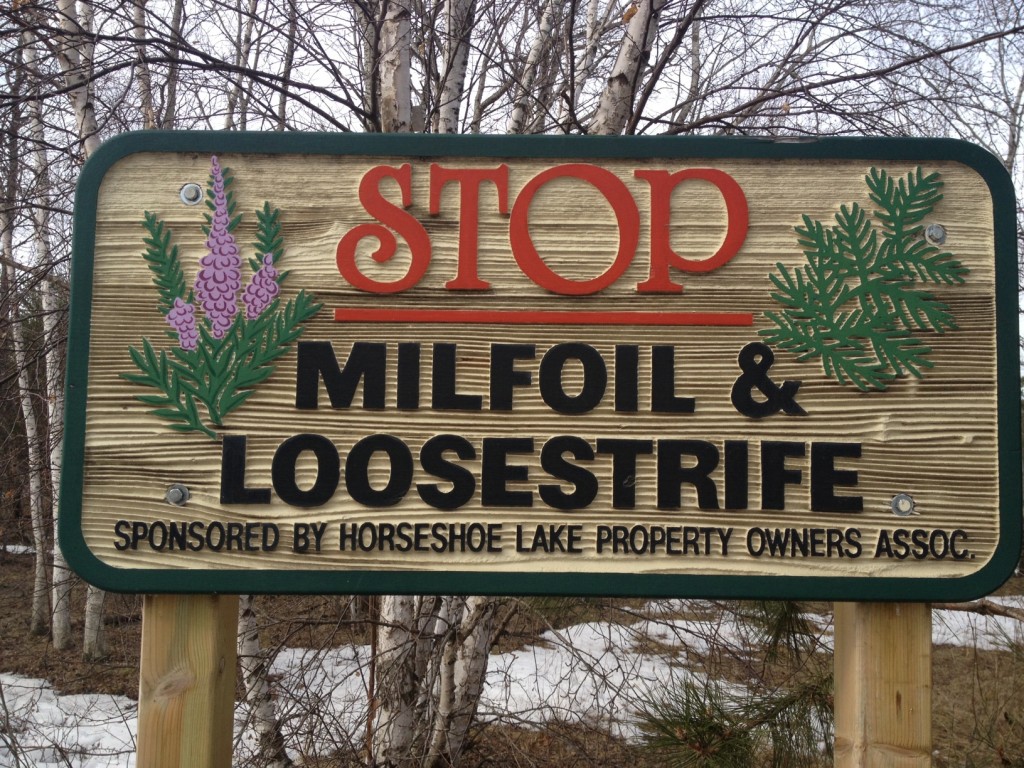 STOP
MILFOIL &
LOOSESTRIFE
SPONSORED BY HORSESHOE LAKE PROPERTY OWNERS ASSOC.